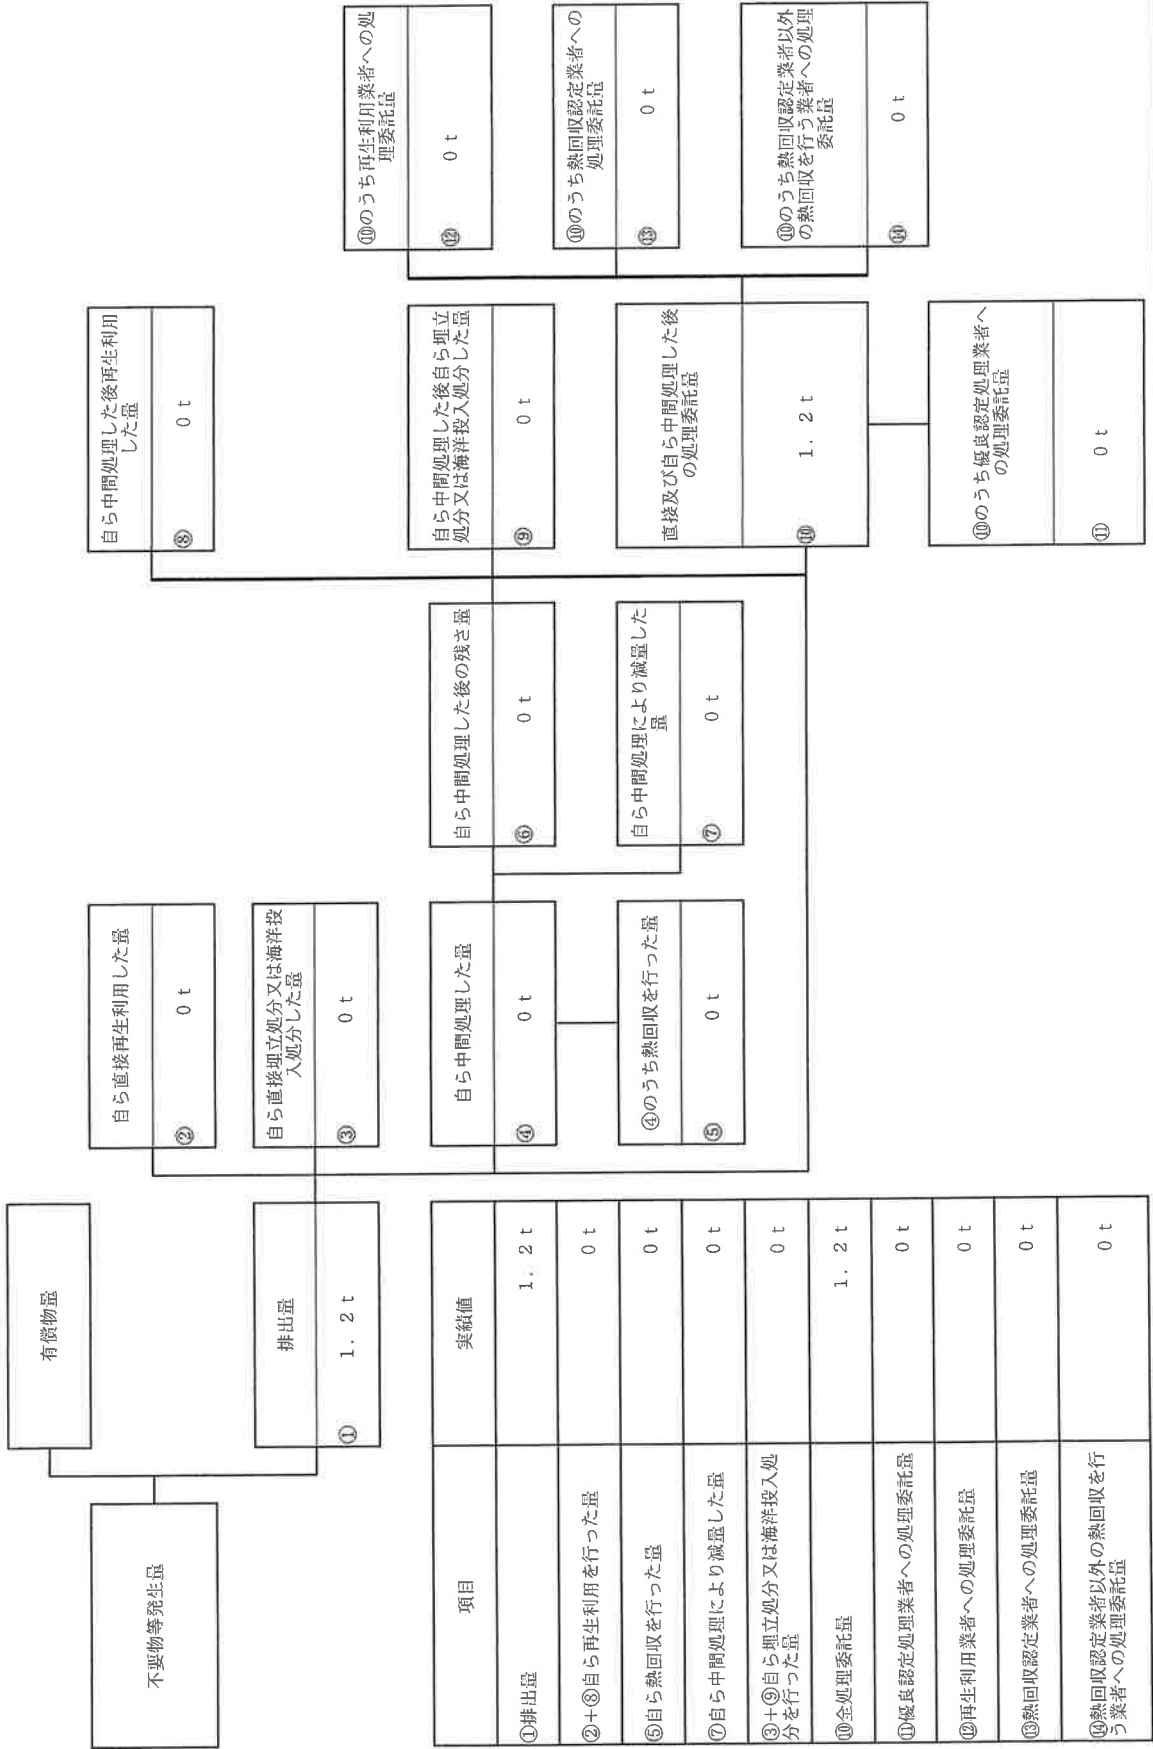 不要物等発生量
有償物量
排出量
① 1．2ｔ
自ら直接再生利用した量
② 0ｔ
自ら直接埋立処分又は海洋投
入処分した量
③ 0ｔ
自ら中間処理した量
④ 0ｔ
④のうち熱回収を行った量
⑤ 0ｔ
自ら中間処理した後の残さ量
⑥ 0ｔ
自ら中間処理により減量した
量
⑦ 0ｔ
自ら中間処理した後再生利用
した量
⑧ 0ｔ
自ら中間処理した後自ら埋立
処分又は海洋投入処分した量
⑨ 0ｔ
直接及び自ら中間処理した後
の処理委託量
⑩ 1．2ｔ
⑩のうち優良認定処理業者へ
の処理委託量
⑪ 0ｔ
⑩のうち再生利用業者への処
理委託量
⑫ 0ｔ
⑩のうち熱回収認定業者への
処理委託量
⑬ 0ｔ
⑩のうち熱回収認定業者以外
の熱回収を行う業者への処理
委託量
⑭ 0ｔ
項目 実績値
①排出量 1．2ｔ
②+⑧自ら再生利用を行った量 0ｔ
⑤自ら熱回収を行った量 0ｔ
⑦自ら中間処理により減量した量 0ｔ
③+⑨自ら埋立処分又は海洋投入処
分を行った量 0ｔ
⑩全処理委託量 1．2ｔ
⑪優良認定処理業者への処理委託量 0ｔ
⑫再生利用業者への処理委託量 0ｔ
⑬熱回収認定業者への処理委託量 0ｔ
⑭熱回収認定業者以外の熱回収を行
う業者への処理委託量 0ｔ